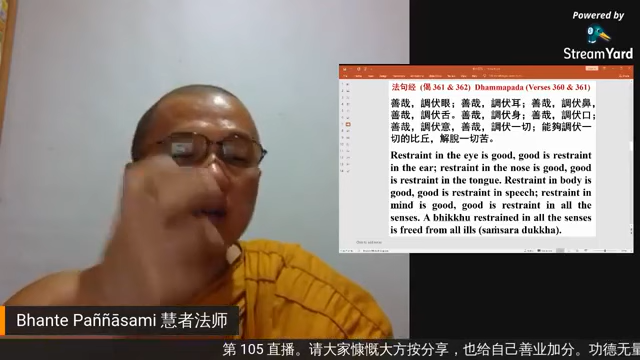 Powered by
StreamYard
法句经 (偈 361 & 362) Dhammapada (Verses 360 & 361)
善哉，調伏眼；善哉，調伏耳；善哉，調伏鼻，
善哉，調伏舌。善哉，調伏身；善哉，調伏口；
善哉，調伏意，善哉，調伏一切；能夠調伏一
切的比丘，解脫一切苦。
Restraint in the eye is good, good is restraint
in the ear; restraint in the nose is good, good
is restraint in the tongue. Restraint in body is
good, good is restraint in speech; restraint in
mind is good, good is restraint in all the
senses. A bhikkhu restrained in all the senses
is freed from all ills (saṁsara dukkha).
Bhante Paññāsami 慧者法师
第 105 直播。请大家慷慨大方按分享，也给自己善业加分。功德无量